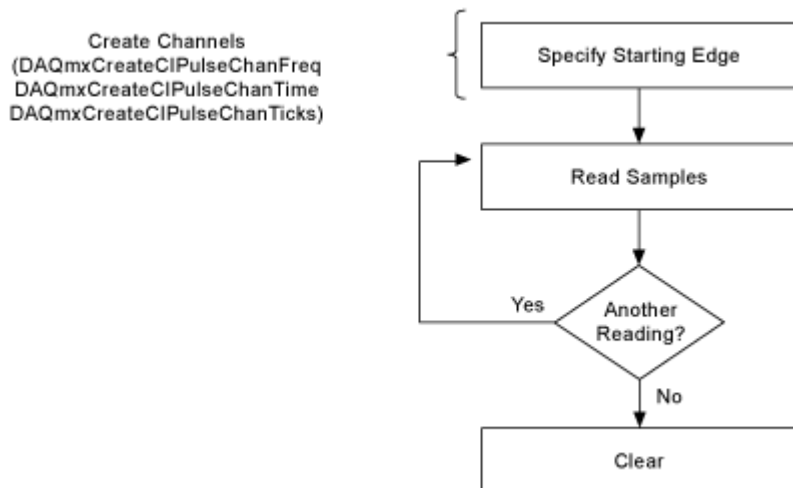 Create Channels
(DAQmxCreateCIPulseChanFreq
DAQmxCreateCIPulseChanTime
DAQmxCreateCIPulseChanTicks)
Specify Starting Edge
Read Samples
Yes
Another
Reading?
No
Clear